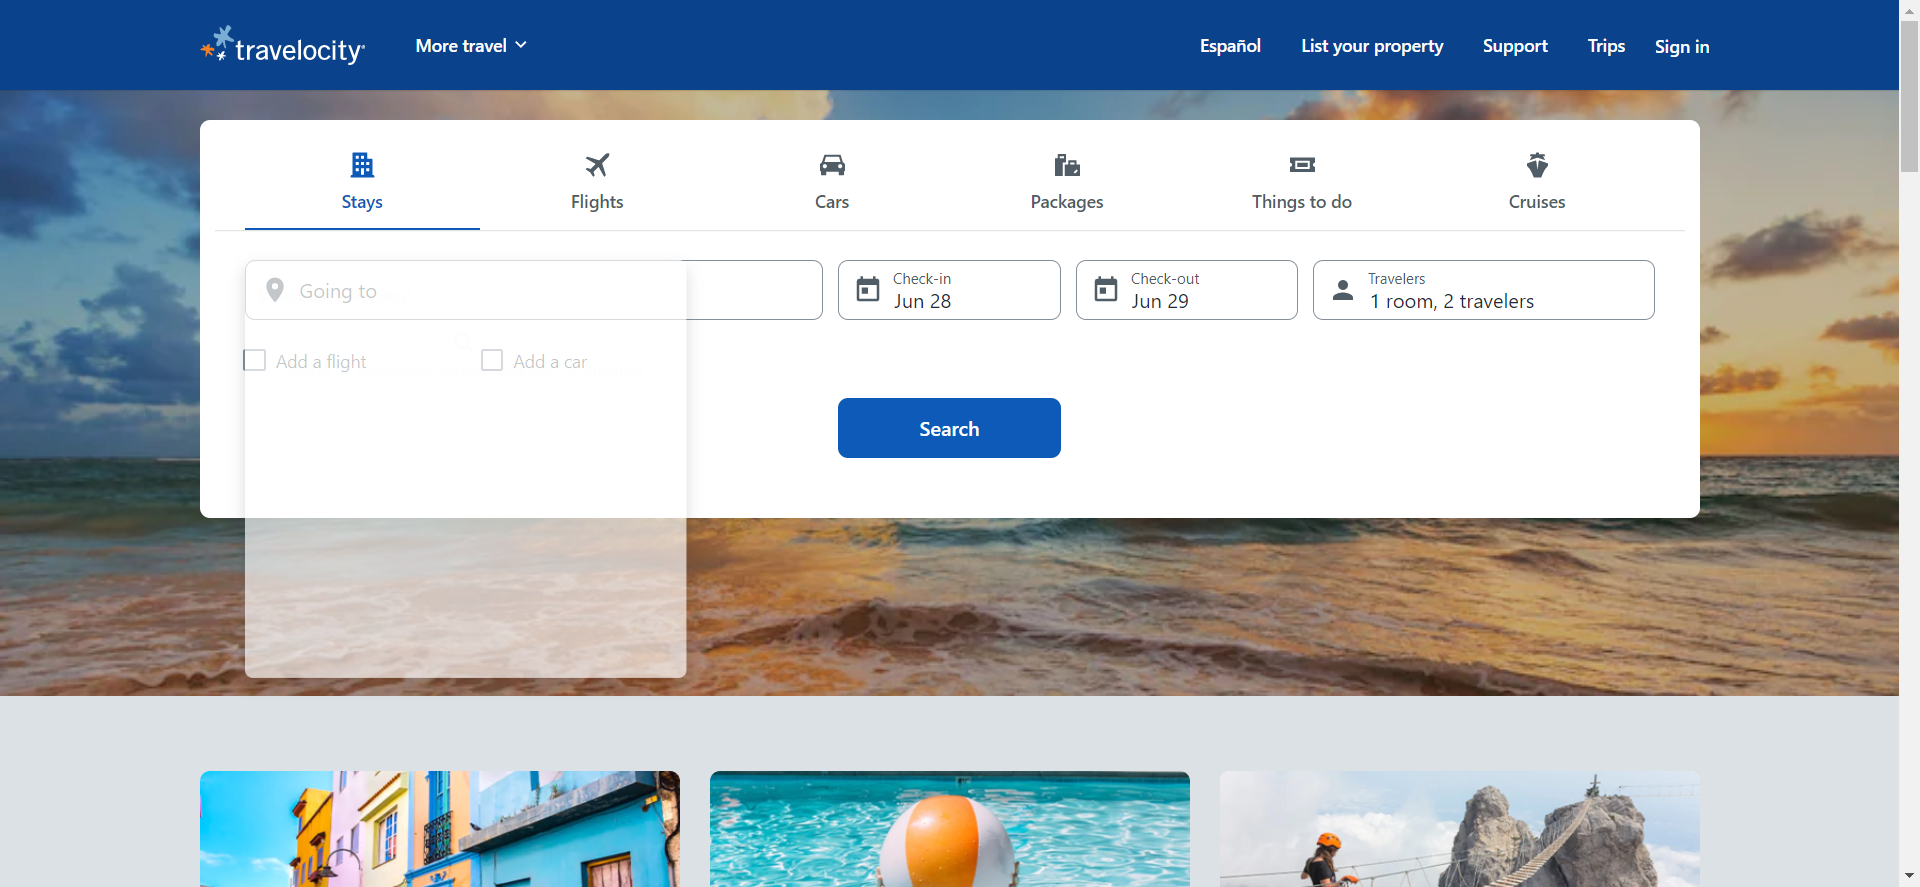 travelocity
More travel
Español
List your property
Support
Trips
Sign in
Stays
Flights
Cars
Packages
Things to do
Cruises
Going to
Check-in
Jun 28
Check-out
Jun 29
Travelers
1 room, 2 travelers
Add a flight
Add a car
Search